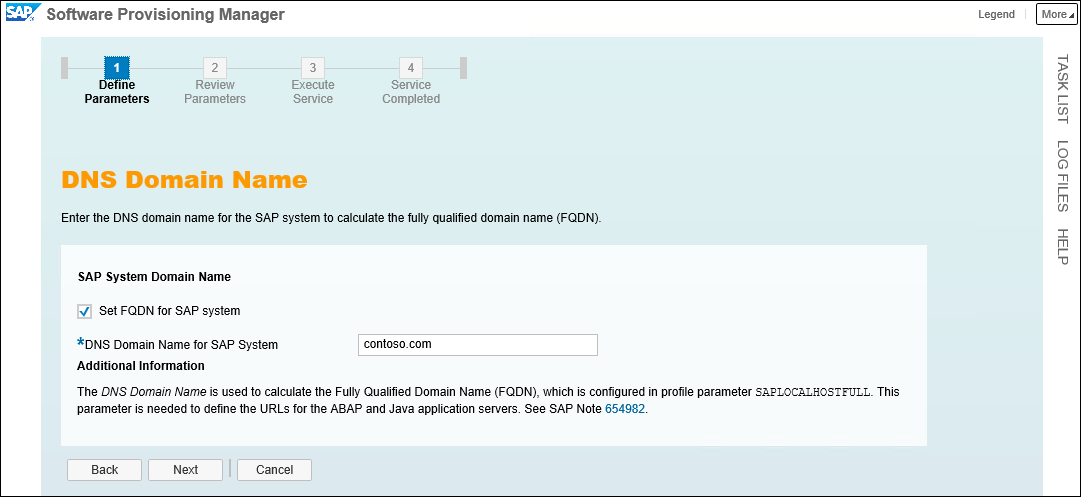 SAP Software Provisioning Manager Legend More
1 2 3 4
Define Parameters Review Parameters Execute Service Service Completed
DNS Domain Name
Enter the DNS domain name for the SAP system to calculate the fully qualified domain name (FQDN).
SAP System Domain Name
Set FQDN for SAP system
*DNS Domain Name for SAP System contoso.com
Additional Information
The DNS Domain Name is used to calculate the Fully Qualified Domain Name (FQDN), which is configured in profile parameter SAPLOCALHOSTFULL. This
parameter is needed to define the URLs for the ABAP and Java application servers. See SAP Note 654982.
Back Next Cancel
TASK LIST
LOG FILES
HELP